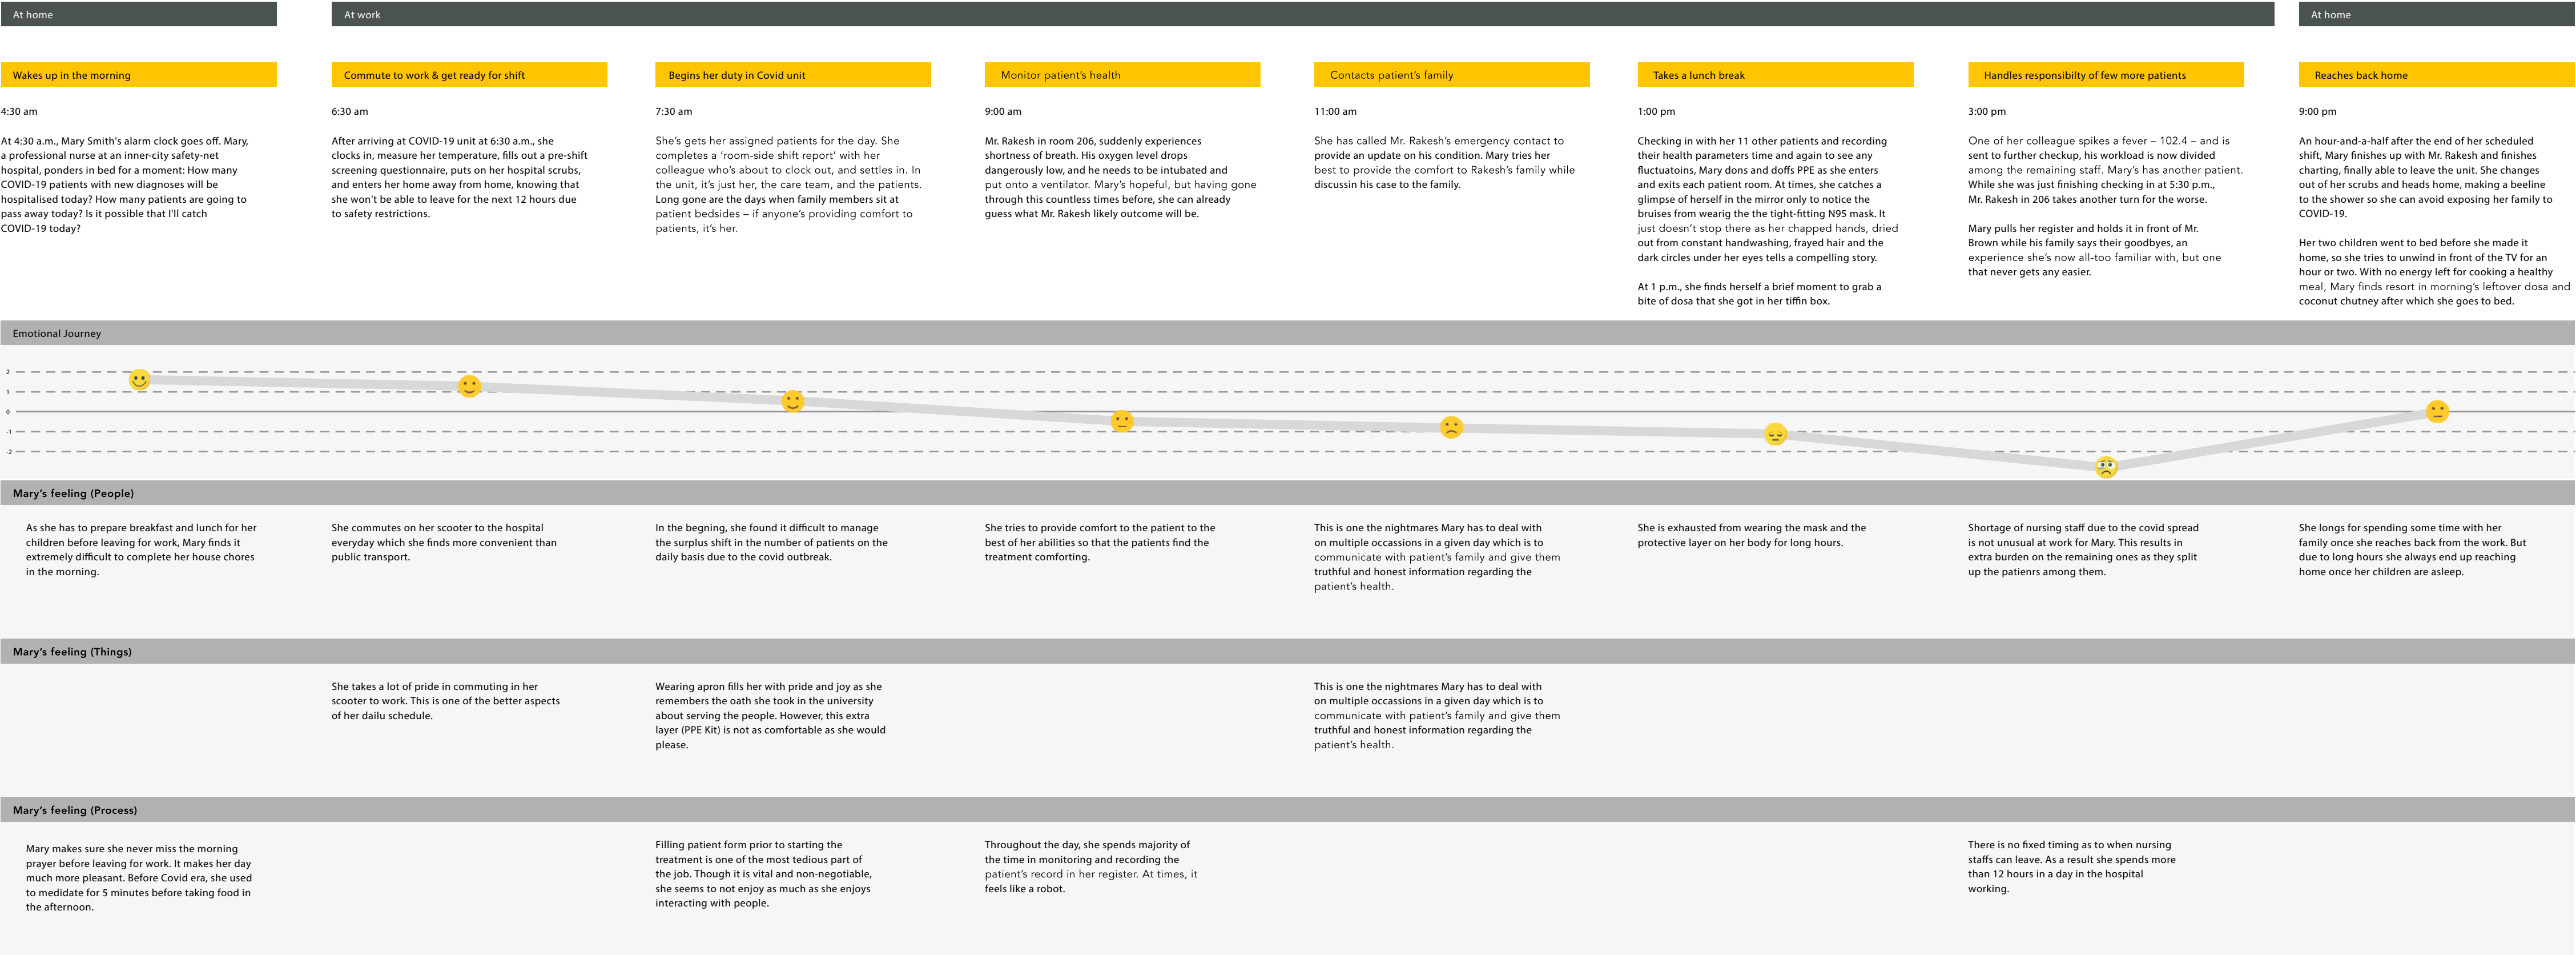 At home
At work
At home
Wakes up in the morning
Commute to work & get ready for shift
Begins her duty in Covid unit
Monitor patient's health
Contacts patient's family
Takes a lunch break
Handles responsibilty of few more patients
Reaches back home
4:30 am
At 4:30 a.m., Mary Smith's alarm clock goes off. Mary,
a professional nurse at an inner-city safety-net
hospital, ponders in bed for a moment: How many
COVID-19 patients with new diagnoses will be
hospitalised today? How many patients are going to
pass away today? Is it possible that I'll catch
COVID-19 today?
6:30 am
After arriving at COVID-19 unit at 6:30 a.m., she
clocks in, measure her temperature, fills out a pre-shift
screening questionnaire, puts on her hospital scrubs,
and enters her home away from home, knowing that
she won't be able to leave for the next 12 hours due
to safety restrictions.
7:30 am
She's gets her assigned patients for the day. She
completes a 'room-side shift report' with her
colleague who's about to clock out, and settles in. In
the unit, it's just her, the care team, and the patients.
Long gone are the days when family members sit at
patient bedsides – if anyone's providing comfort to
patients, it's her.
9:00 am
Mr. Rakesh in room 206, suddenly experiences
shortness of breath. His oxygen level drops
dangerously low, and he needs to be intubated and
put onto a ventilator. Mary's hopeful, but having gone
through this countless times before, she can already
guess what Mr. Rakesh likely outcome will be.
11:00 am
She has called Mr. Rakesh's emergency contact to
provide an update on his condition. Mary tries her
best to provide the comfort to Rakesh's family while
discussin his case to the family.
1:00 pm
Checking in with her 11 other patients and recording
their health parameters time and again to see any
fluctuatoins, Mary dons and doffs PPE as she enters
and exits each patient room. At times, she catches a
glimpse of herself in the mirror only to notice the
bruises from wearig the the tight-fitting N95 mask. It
just doesn't stop there as her chapped hands, dried
out from constant handwashing, frayed hair and the
dark circles under her eyes tells a compelling story.
At 1 p.m., she finds herself a brief moment to grab a
bite of dosa that she got in her tiffin box.
3:00 pm
One of her colleague spikes a fever – 102.4 – and is
sent to further checkup, his workload is now divided
among the remaining staff. Mary's has another patient.
While she was just finishing checking in at 5:30 p.m.,
Mr. Rakesh in 206 takes another turn for the worse.
Mary pulls her register and holds it in front of Mr.
Brown while his family says their goodbyes, an
experience she's now all-too familiar with, but one
that never gets any easier.
9:00 pm
An hour-and-a-half after the end of her scheduled
shift, Mary finishes up with Mr. Rakesh and finishes
charting, finally able to leave the unit. She changes
out of her scrubs and heads home, making a beeline
to the shower so she can avoid exposing her family to
COVID-19.
Her two children went to bed before she made it
home, so she tries to unwind in front of the TV for an
hour or two. With no energy left for cooking a healthy
meal, Mary finds resort in morning's leftover dosa and
coconut chutney after which she goes to bed.
Emotional Journey
2
1
0
-1
-2
Mary's feeling (People)
As she has to prepare breakfast and lunch for her
children before leaving for work, Mary finds it
extremely difficult to complete her house chores
in the morning.
She commutes on her scooter to the hospital
everyday which she finds more convenient than
public transport.
In the begning, she found it difficult to manage
the surplus shift in the number of patients on the
daily basis due to the covid outbreak.
She tries to provide comfort to the patient to the
best of her abilities so that the patients find the
treatment comforting.
This is one the nightmares Mary has to deal with
on multiple occassions in a given day which is to
communicate with patient's family and give them
truthful and honest information regarding the
patient's health.
She is exhausted from wearing the mask and the
protective layer on her body for long hours.
Shortage of nursing staff due to the covid spread
is not unusual at work for Mary. This results in
extra burden on the remaining ones as they split
up the patienrs among them.
She longs for spending some time with her
family once she reaches back from the work. But
due to long hours she always end up reaching
home once her children are asleep.
Mary's feeling (Things)
She takes a lot of pride in commuting in her
scooter to work. This is one of the better aspects
of her dailu schedule.
Wearing apron fills her with pride and joy as she
remembers the oath she took in the university
about serving the people. However, this extra
layer (PPE Kit) is not as comfortable as she would
please.
This is one the nightmares Mary has to deal with
on multiple occassions in a given day which is to
communicate with patient's family and give them
truthful and honest information regarding the
patient's health.
Mary's feeling (Process)
Mary makes sure she never miss the morning
prayer before leaving for work. It makes her day
much more pleasant. Before Covid era, she used
to medidate for 5 minutes before taking food in
the afternoon.
Filling patient form prior to starting the
treatment is one of the most tedious part of
the job. Though it is vital and non-negotiable,
she seems to not enjoy as much as she enjoys
interacting with people.
Throughout the day, she spends majority of
the time in monitoring and recording the
patient's record in her register. At times, it
feels like a robot.
There is no fixed timing as to when nursing
staffs can leave. As a result she spends more
than 12 hours in a day in the hospital
working.